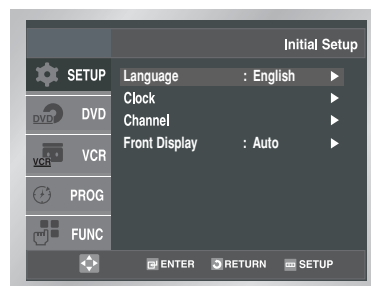 Initial Setup
SETUP
Language : English ►
Clock ►
DVD DVD
Channel ►
Front Display : Auto ►
VCR VCR
PROG
FUNC
ENTER RETURN SETUP